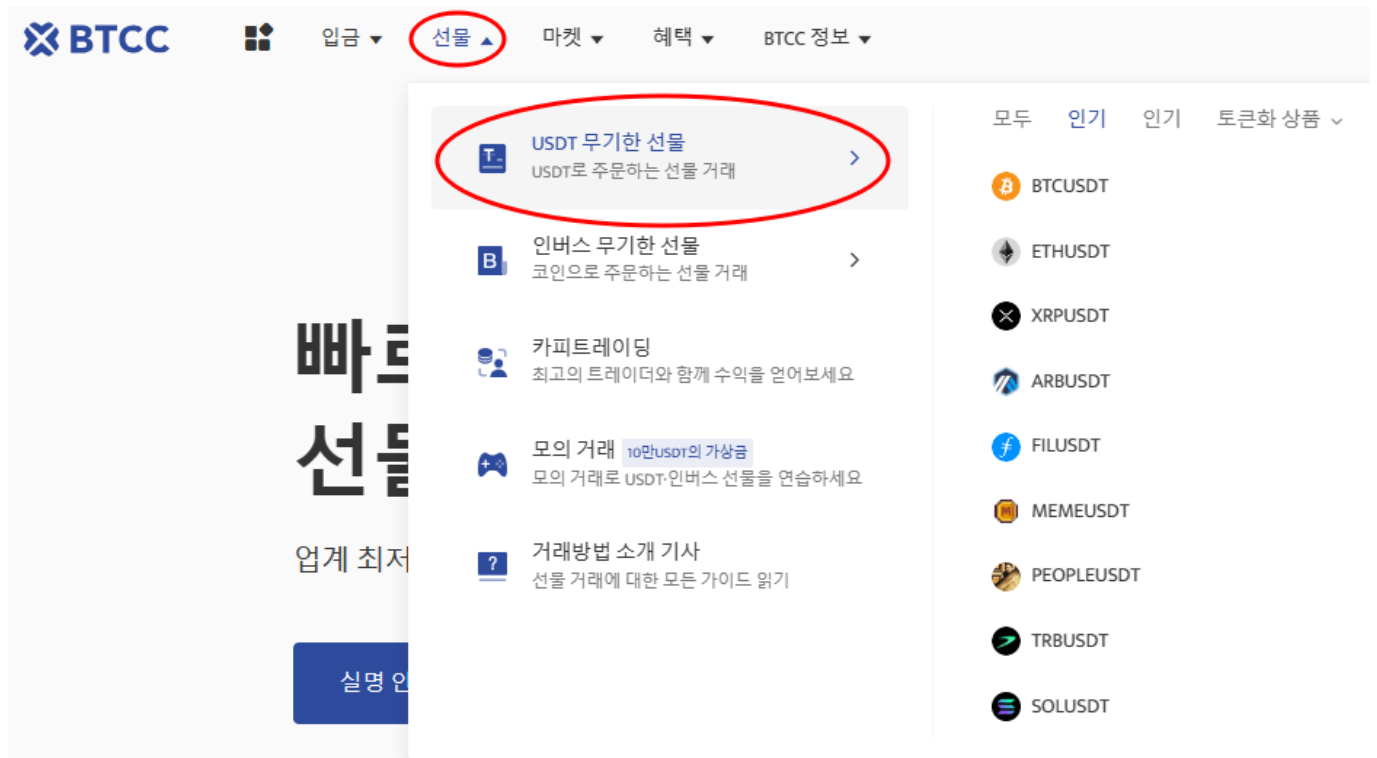 BTCC
입금 ▼
선물 ▲
마켓 ▼
혜택 ▼
BTCC 정보 ▼
USDT 무기한 선물
USDT로 주문하는 선물 거래
인버스 무기한 선물
코인으로 주문하는 선물 거래
카피트레이딩
최고의 트레이더와 함께 수익을 얻어보세요
모의 거래 10만USDT의 가상금
모의 거래로 USDT·인버스 선물을 연습하세요
거래방법 소개 기사
선물 거래에 대한 모든 가이드 읽기
모두 인기 인기 토큰화 상품
BTCUSDT
ETHUSDT
XRPUSDT
ARBUSDT
FILUSDT
MEMEUSDT
PEOPLEUSDT
TRBUSDT
SOLUSDT
업계 최저
실명